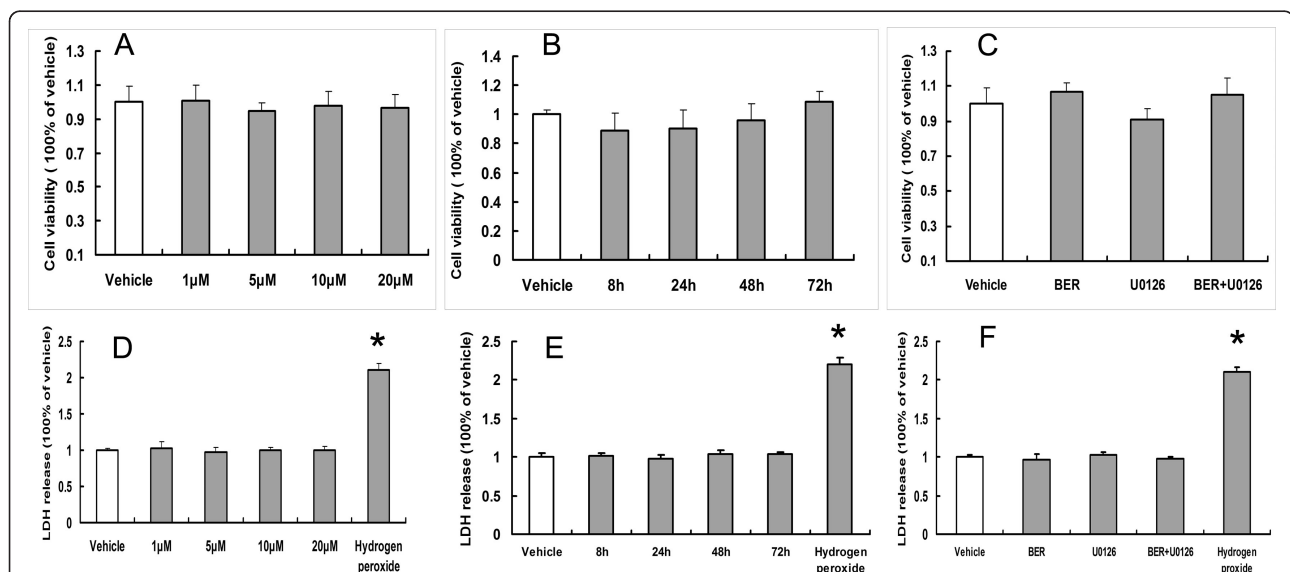 A
Cell viability ( 100% of vehicle)
1.3
1.1
0.9
0.7
0.5
0.3
0.1
Vehicle 1µM 5µM 10µM 20µM
B
Cell viability ( 100% of vehicle)
1.4
1.2
1
0.8
0.6
0.4
0.2
0
Vehicle 8h 24h 48h 72h
C
Cell viability ( 100% of vehicle)
1.3
1.1
0.9
0.7
0.5
0.3
0.1
Vehicle BER U0126 BER+U0126
D
LDH release (100% of vehicle)
2.5
2
1.5
1
0.5
0
*
Vehicle 1µM 5µM 10µM 20µM Hydrogen
peroxide
E
LDH release (100% of vehicle)
2.5
2
1.5
1
0.5
0
*
Vehicle 8h 24h 48h 72h Hydrogen
peroxide
F
LDH release (100% of vehicle)
2.5
2
1.5
1
0.5
0
*
Vehicle BER U0126 BER+U0126 Hydrogen
proxide